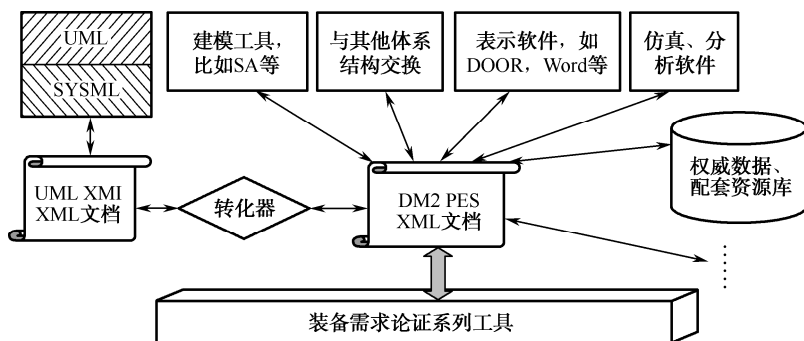 UML
SYSML
建模工具,
比如SA等
与其他体系
结构交换
表示软件，如
DOOR，Word等
仿真、分
析软件
权威数据、
配套资源库
UML XMI
XML文档
转化器
DM2 PES
XML文档
......
装备需求论证系列工具